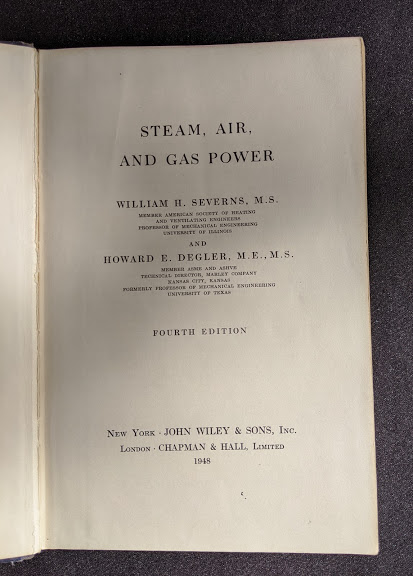 STEAM, AIR,
AND GAS POWER
WILLIAM H. SEVERNS, M.S.
MEMBER AMERICAN SOCIETY OF HEATING
AND VENTILATING ENGINEERS
PROFESSOR OF MECHANICAL ENGINEERING
UNIVERSITY OF ILLINOIS
AND
HOWARD E. DEGLER, M.E., M.S.
MEMBER ASME AND ASHVE
TECHNICAL DIRECTOR, MARLEY COMPANY
KANSAS CITY, KANSAS
FORMERLY PROFESSOR OF MECHANICAL ENGINEERING
UNIVERSITY OF TEXAS
FOURTH EDITION
NEW YORK · JOHN WILEY & SONS, INC.
LONDON · CHAPMAN & HALL, LIMITED
1948